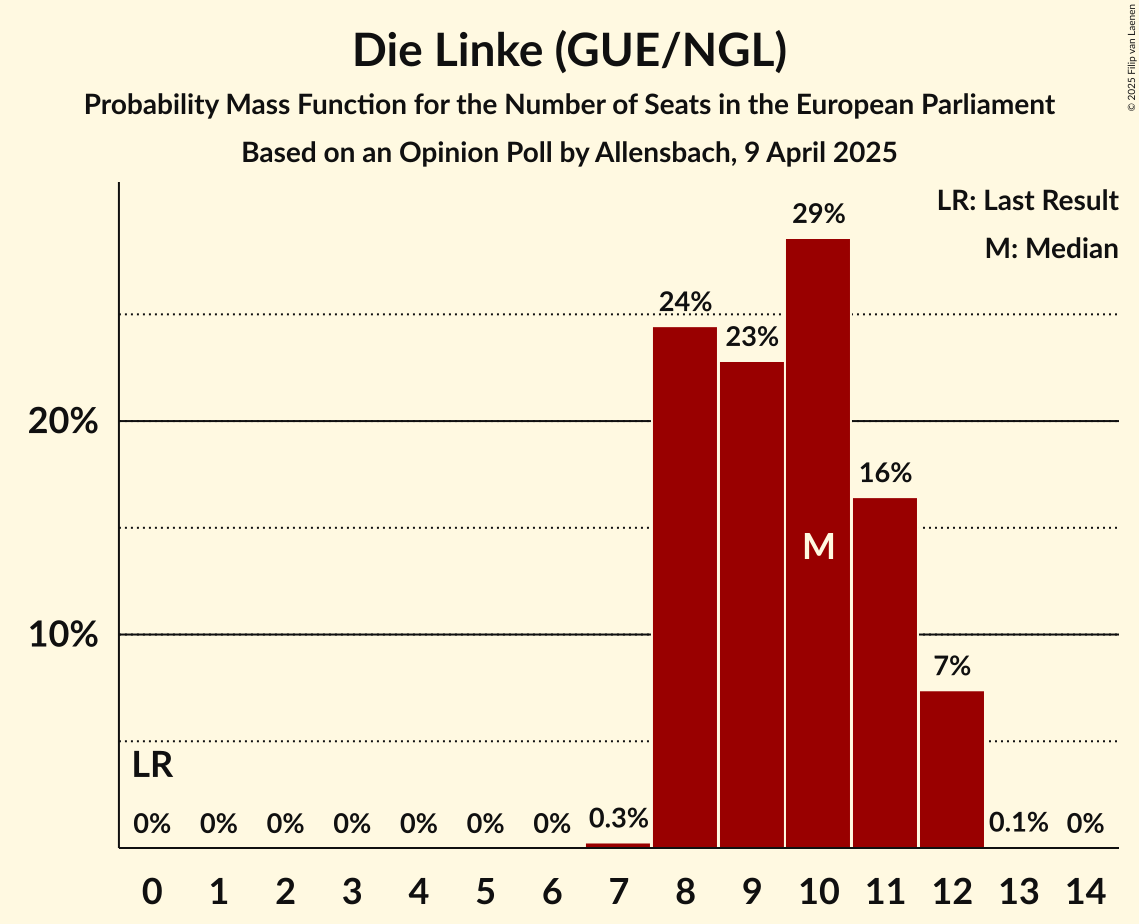 Die Linke (GUE/NGL)
Probability Mass Function for the Number of Seats in the European Parliament
Based on an Opinion Poll by Allensbach, 9 April 2025
© 2025 Filip van Laenen
LR: Last Result
M: Median
29%
24%
23%
20%
16%
M
10%
7%
LR
0% 0% 0% 0% 0% 0% 0% 0.3% 0.1% 0%
0 1 2 3 4 5 6 7 8 9 10 11 12 13 14